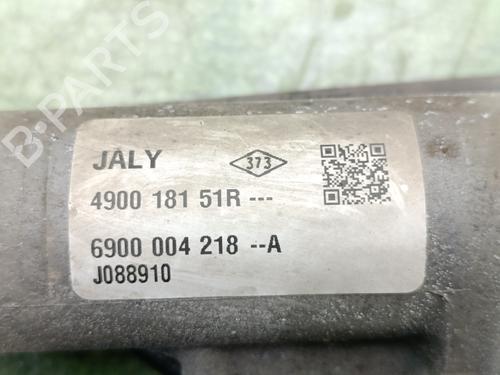 JALY 373
4900 181 51R ---
6900 004 218 --A
J088910
B-PARTS